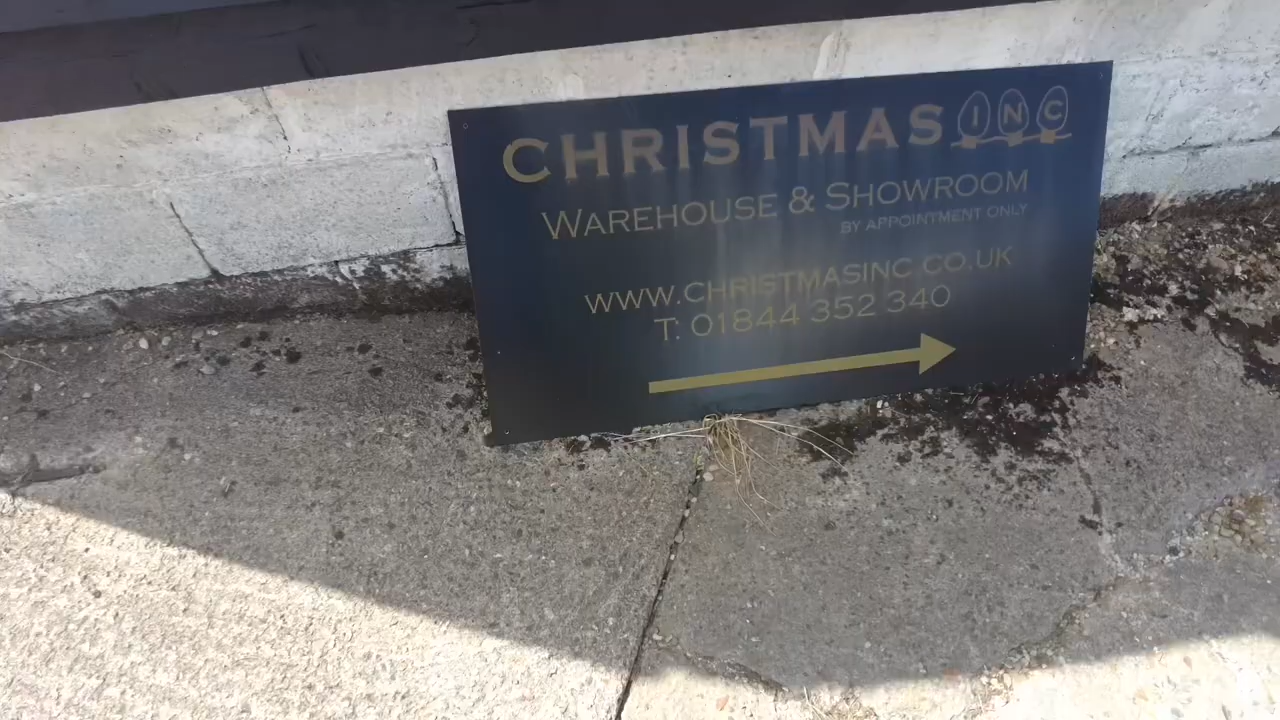 CHRISTMAS INC
WAREHOUSE & SHOWROOM
BY APPOINTMENT ONLY
WWW.CHRISTMASINC.CO.UK
T: 01844 352 340